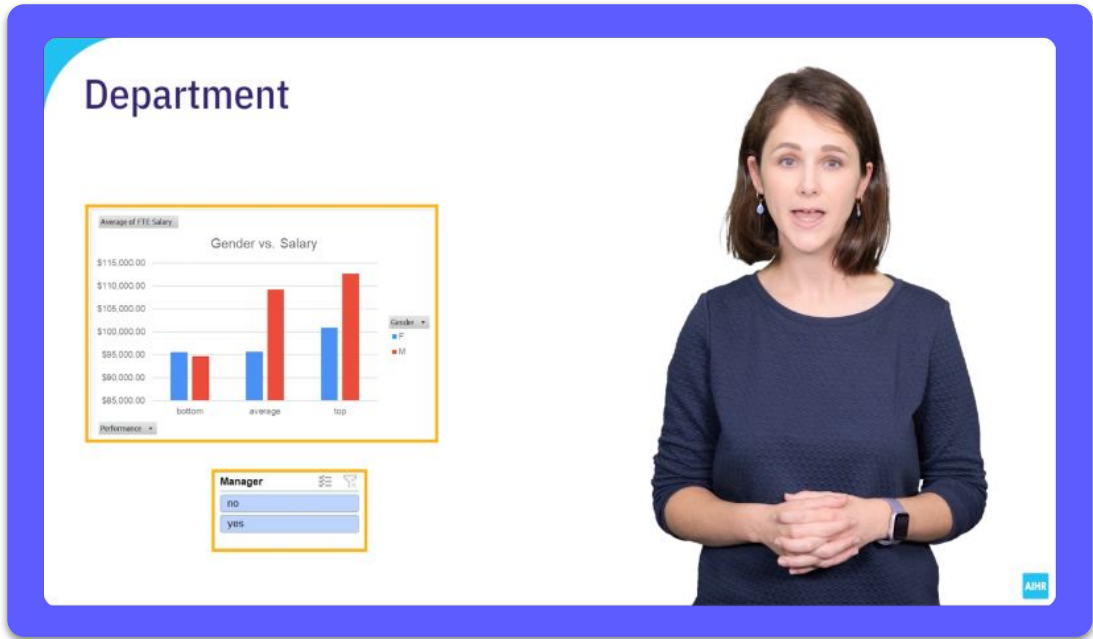 Department
Average of FTE Salary
Gender vs. Salary
$115,000.00
$110,000.00
$105,000.00
$100,000.00
$95,000.00
$90,000.00
$85,000.00
bottom
average
top
Gender
F
M
Performance
Manager
no
yes
AIHR